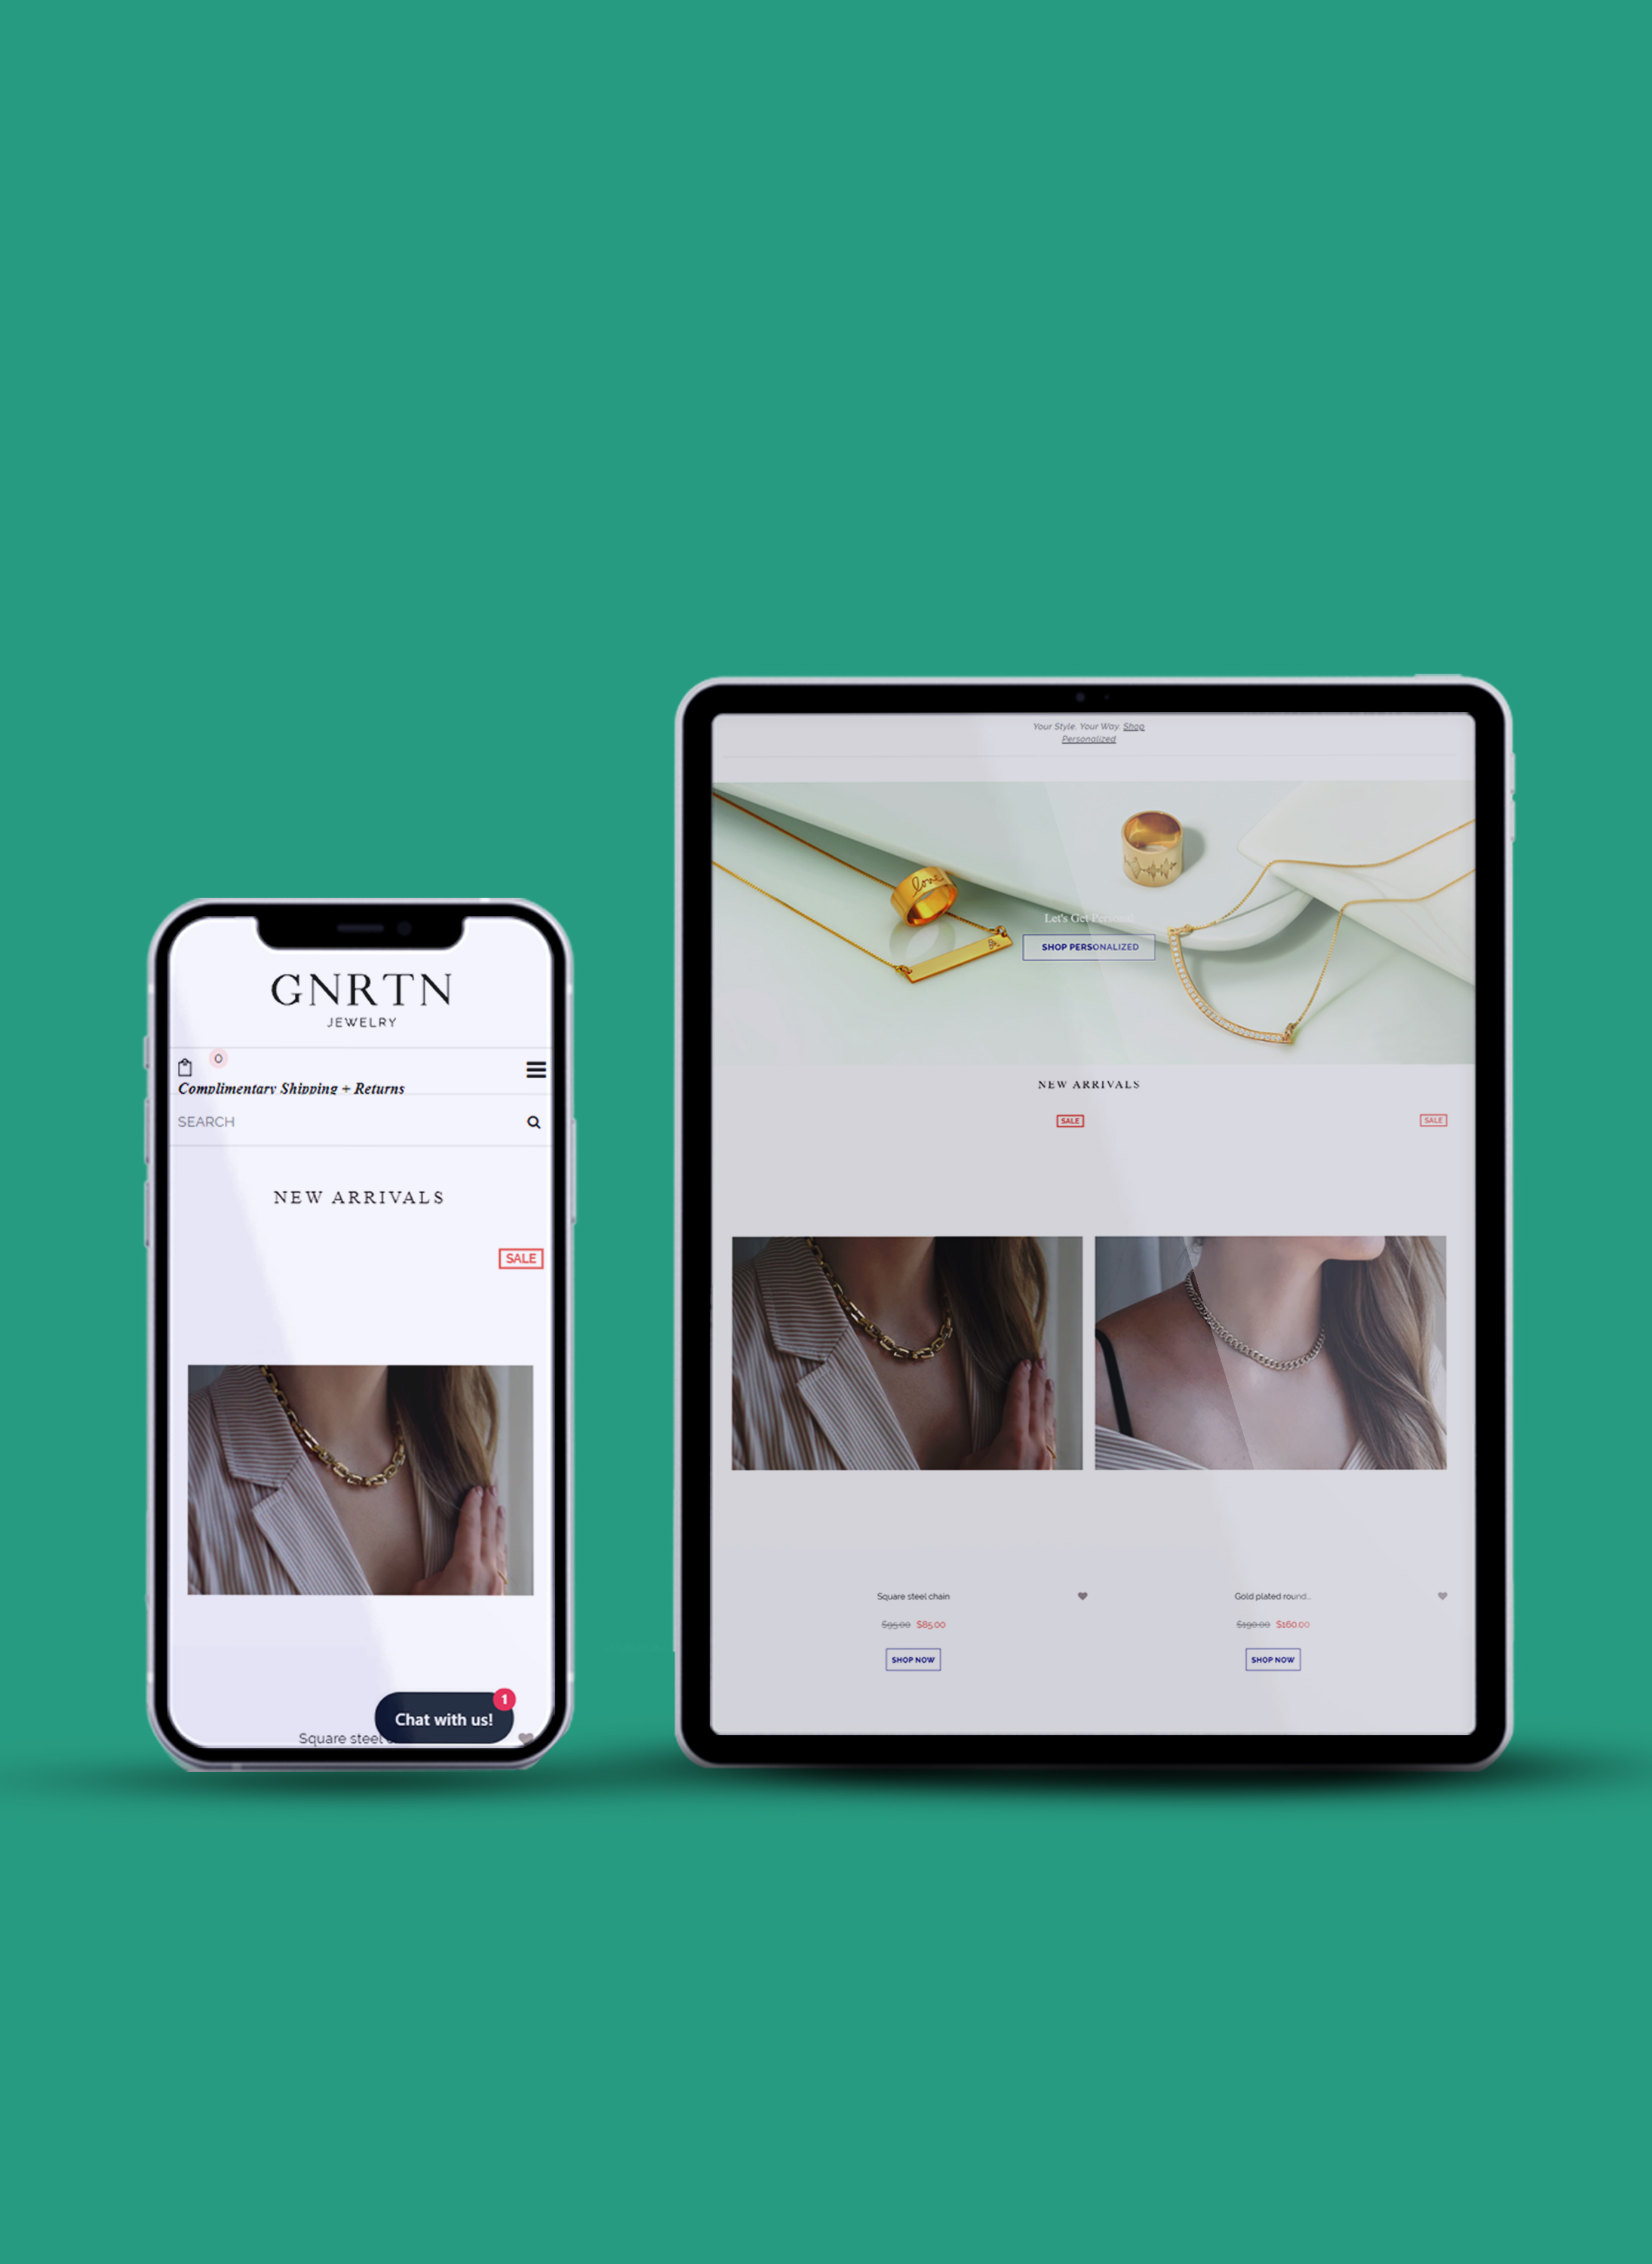 GNRTN
JEWELRY
0
Complimentary Shipping + Returns
SEARCH
NEW ARRIVALS
SALE
Chat with us!
1
Square steel
Your Style. Your Way. Shop
Personalized
love
Let's Get Personal
SHOP PERSONALIZED
NEW ARRIVALS
SALE
SALE
Square steel chain
Gold plated round...
$95.00 $85.00
$190.00 $160.00
SHOP NOW
SHOP NOW